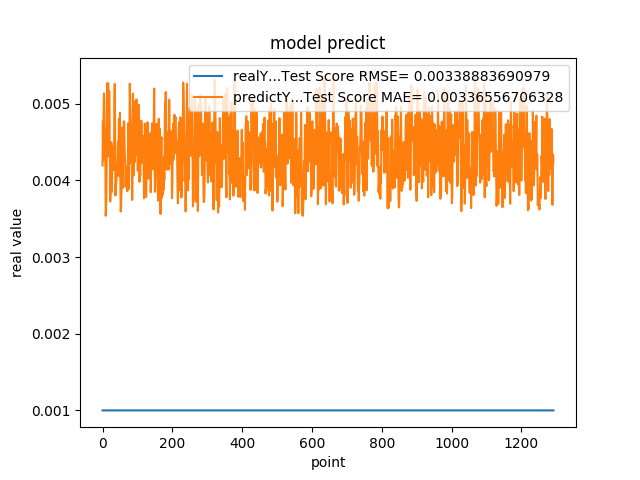 model predict
realY...Test Score RMSE= 0.00338883690979
predictY...Test Score MAE= 0.00336556706328
0.005
0.004
0.003
0.002
0.001
real value
0 200 400 600 800 1000 1200
point